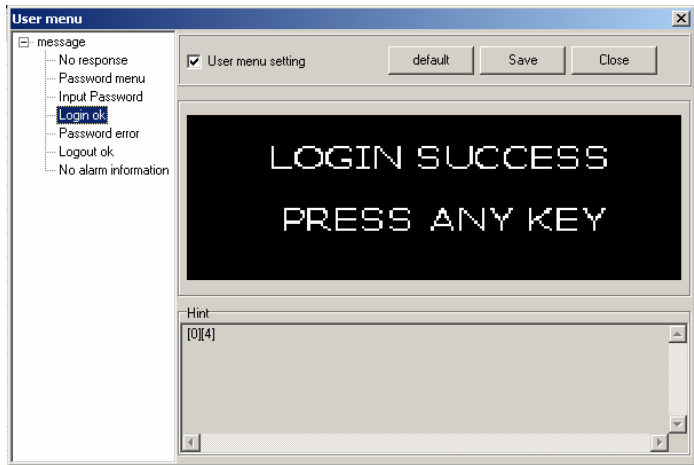 User menu
message
No response
Password menu
Input Password
Login ok
Password error
Logout ok
No alarm information
User menu setting
default
Save
Close
LOGIN SUCCESS
PRESS ANY KEY
Hint
[0][4]